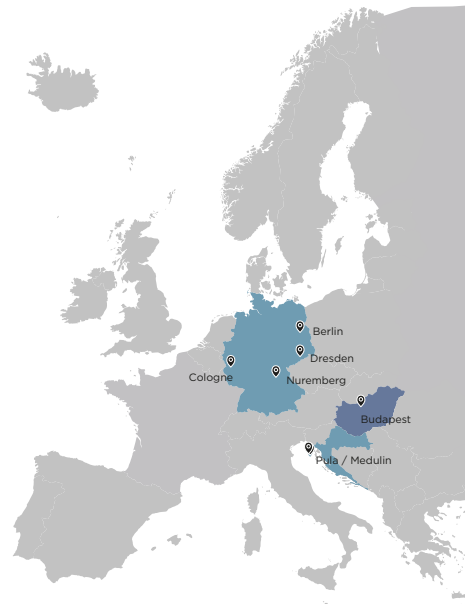 Berlin
Dresden
Cologne
Nuremberg
Budapest
Pula / Medulin